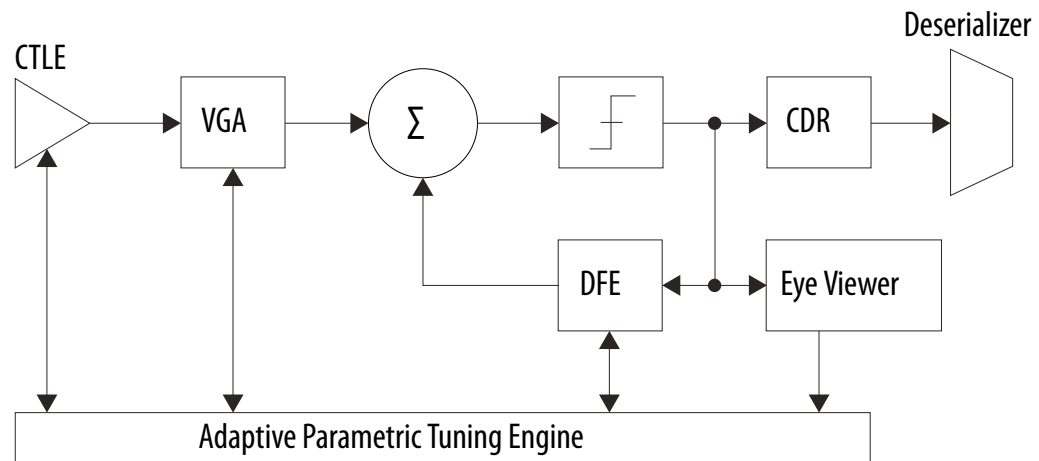 Deserializer
CTLE
VGA
Σ
CDR
DFE
Eye Viewer
Adaptive Parametric Tuning Engine